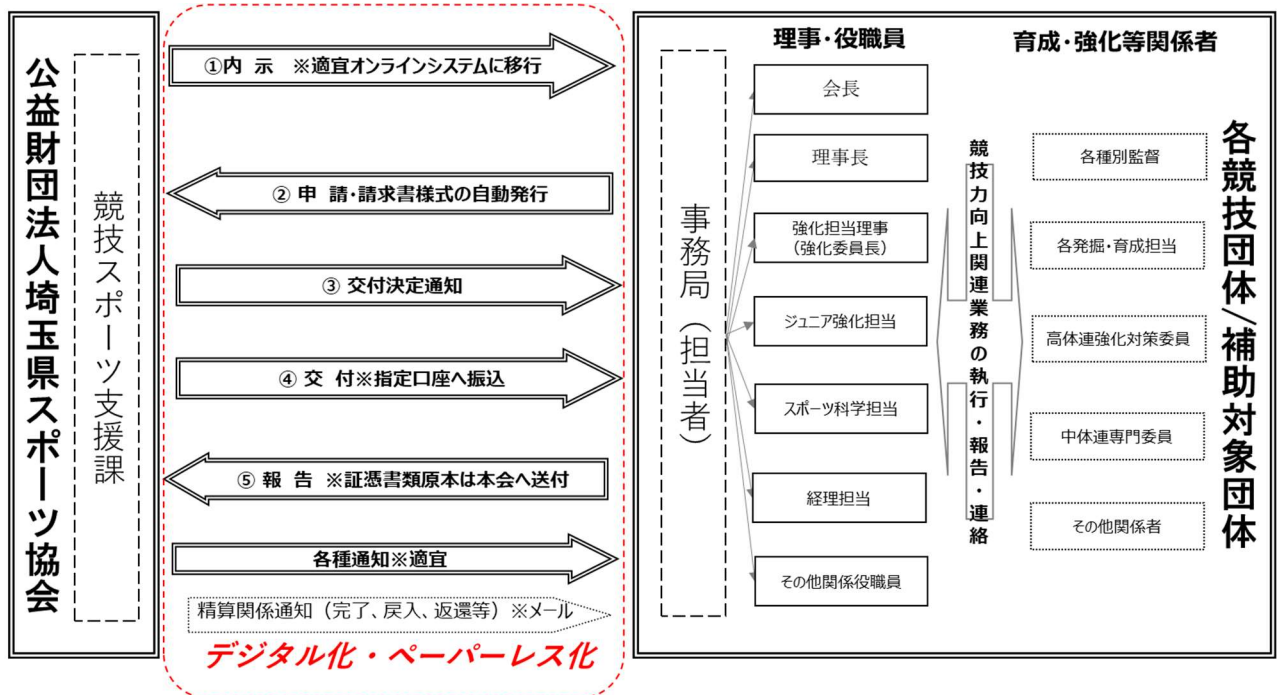 公益財団法人埼玉県スポーツ協会
競技スポーツ支援課
①内 示 ※適宜オンラインシステムに移行
② 申 請・請求書様式の自動発行
③ 交付決定通知
④ 交 付※指定口座へ振込
⑤ 報 告 ※証憑書類原本は本会へ送付
各種通知※適宜
精算関係通知（完了、戻入、返還等）※メール
デジタル化・ペーパーレス化
事務局（担当者）
理事・役職員
会長
理事長
強化担当理事
（強化委員長）
ジュニア強化担当
スポーツ科学担当
経理担当
その他関係役職員
競技力向上関連業務の執行・報告・連絡
育成・強化等関係者
各種別監督
各発掘・育成担当
高体連強化対策委員
中体連専門委員
その他関係者
各競技団体/補助対象団体